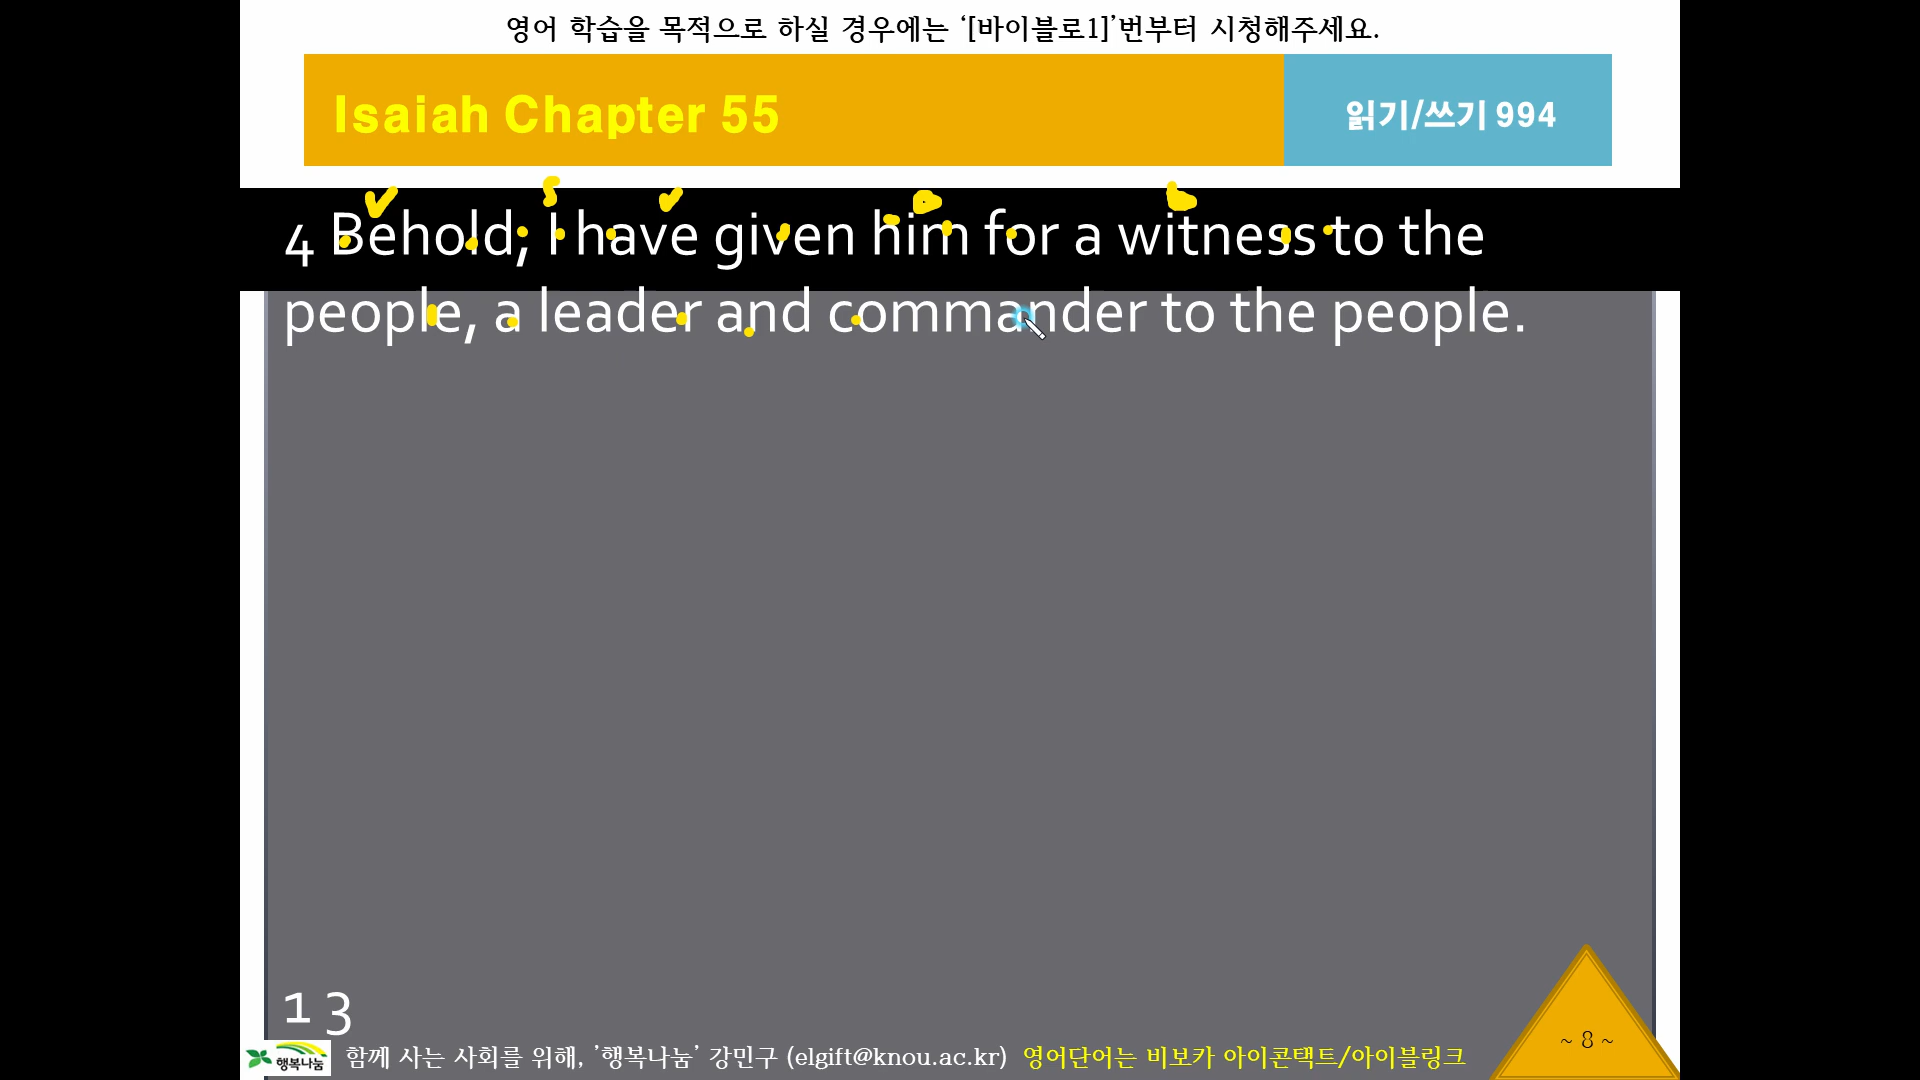 영어 학습을 목적으로 하실 경우에는 ‘[바이블로1]’번부터 시청해주세요.
Isaiah Chapter 55
읽기/쓰기 994
4 Behold; I have given him for a witness to the
people, a leader and commander to the people.
1 3
~ 8 ~
행복나눔 함께 사는 사회를 위해, ’행복나눔’ 강민구 (elgift@knou.ac.kr) 영어단어는 비보카 아이콘택트/아이블링크